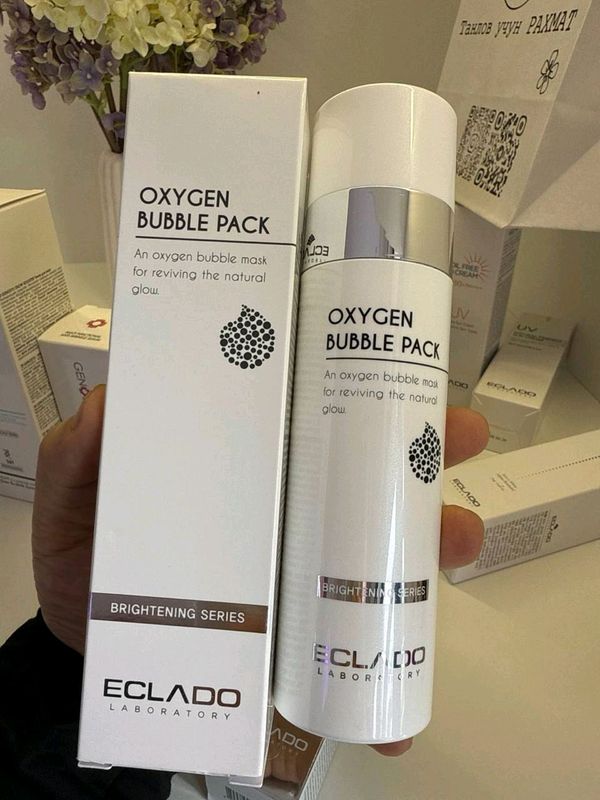 Танлов учун РАХМАТ
OXYGEN
BUBBLE PACK
An oxygen bubble mask
for reviving the natural
glow.
BRIGHTENING SERIES
ECLADO
LABORATORY
OXYGEN
BUBBLE PACK
An oxygen bubble mask
for reviving the natural
glow.
BRIGHTENING SERIES
ECLADO
LABORATORY
CREAM
UV
UV
ECLADO
ECLADO